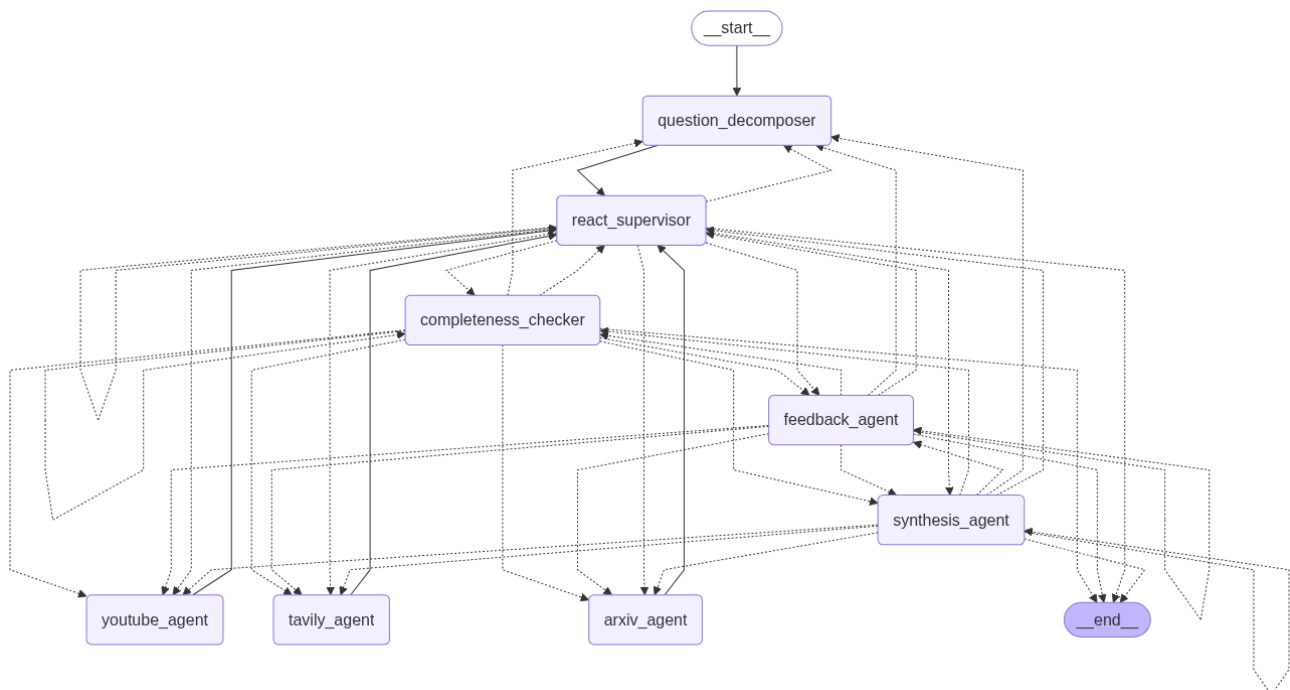 __start__
question_decomposer
react_supervisor
completeness_checker
feedback_agent
synthesis_agent
youtube_agent
tavily_agent
arxiv_agent
__end__